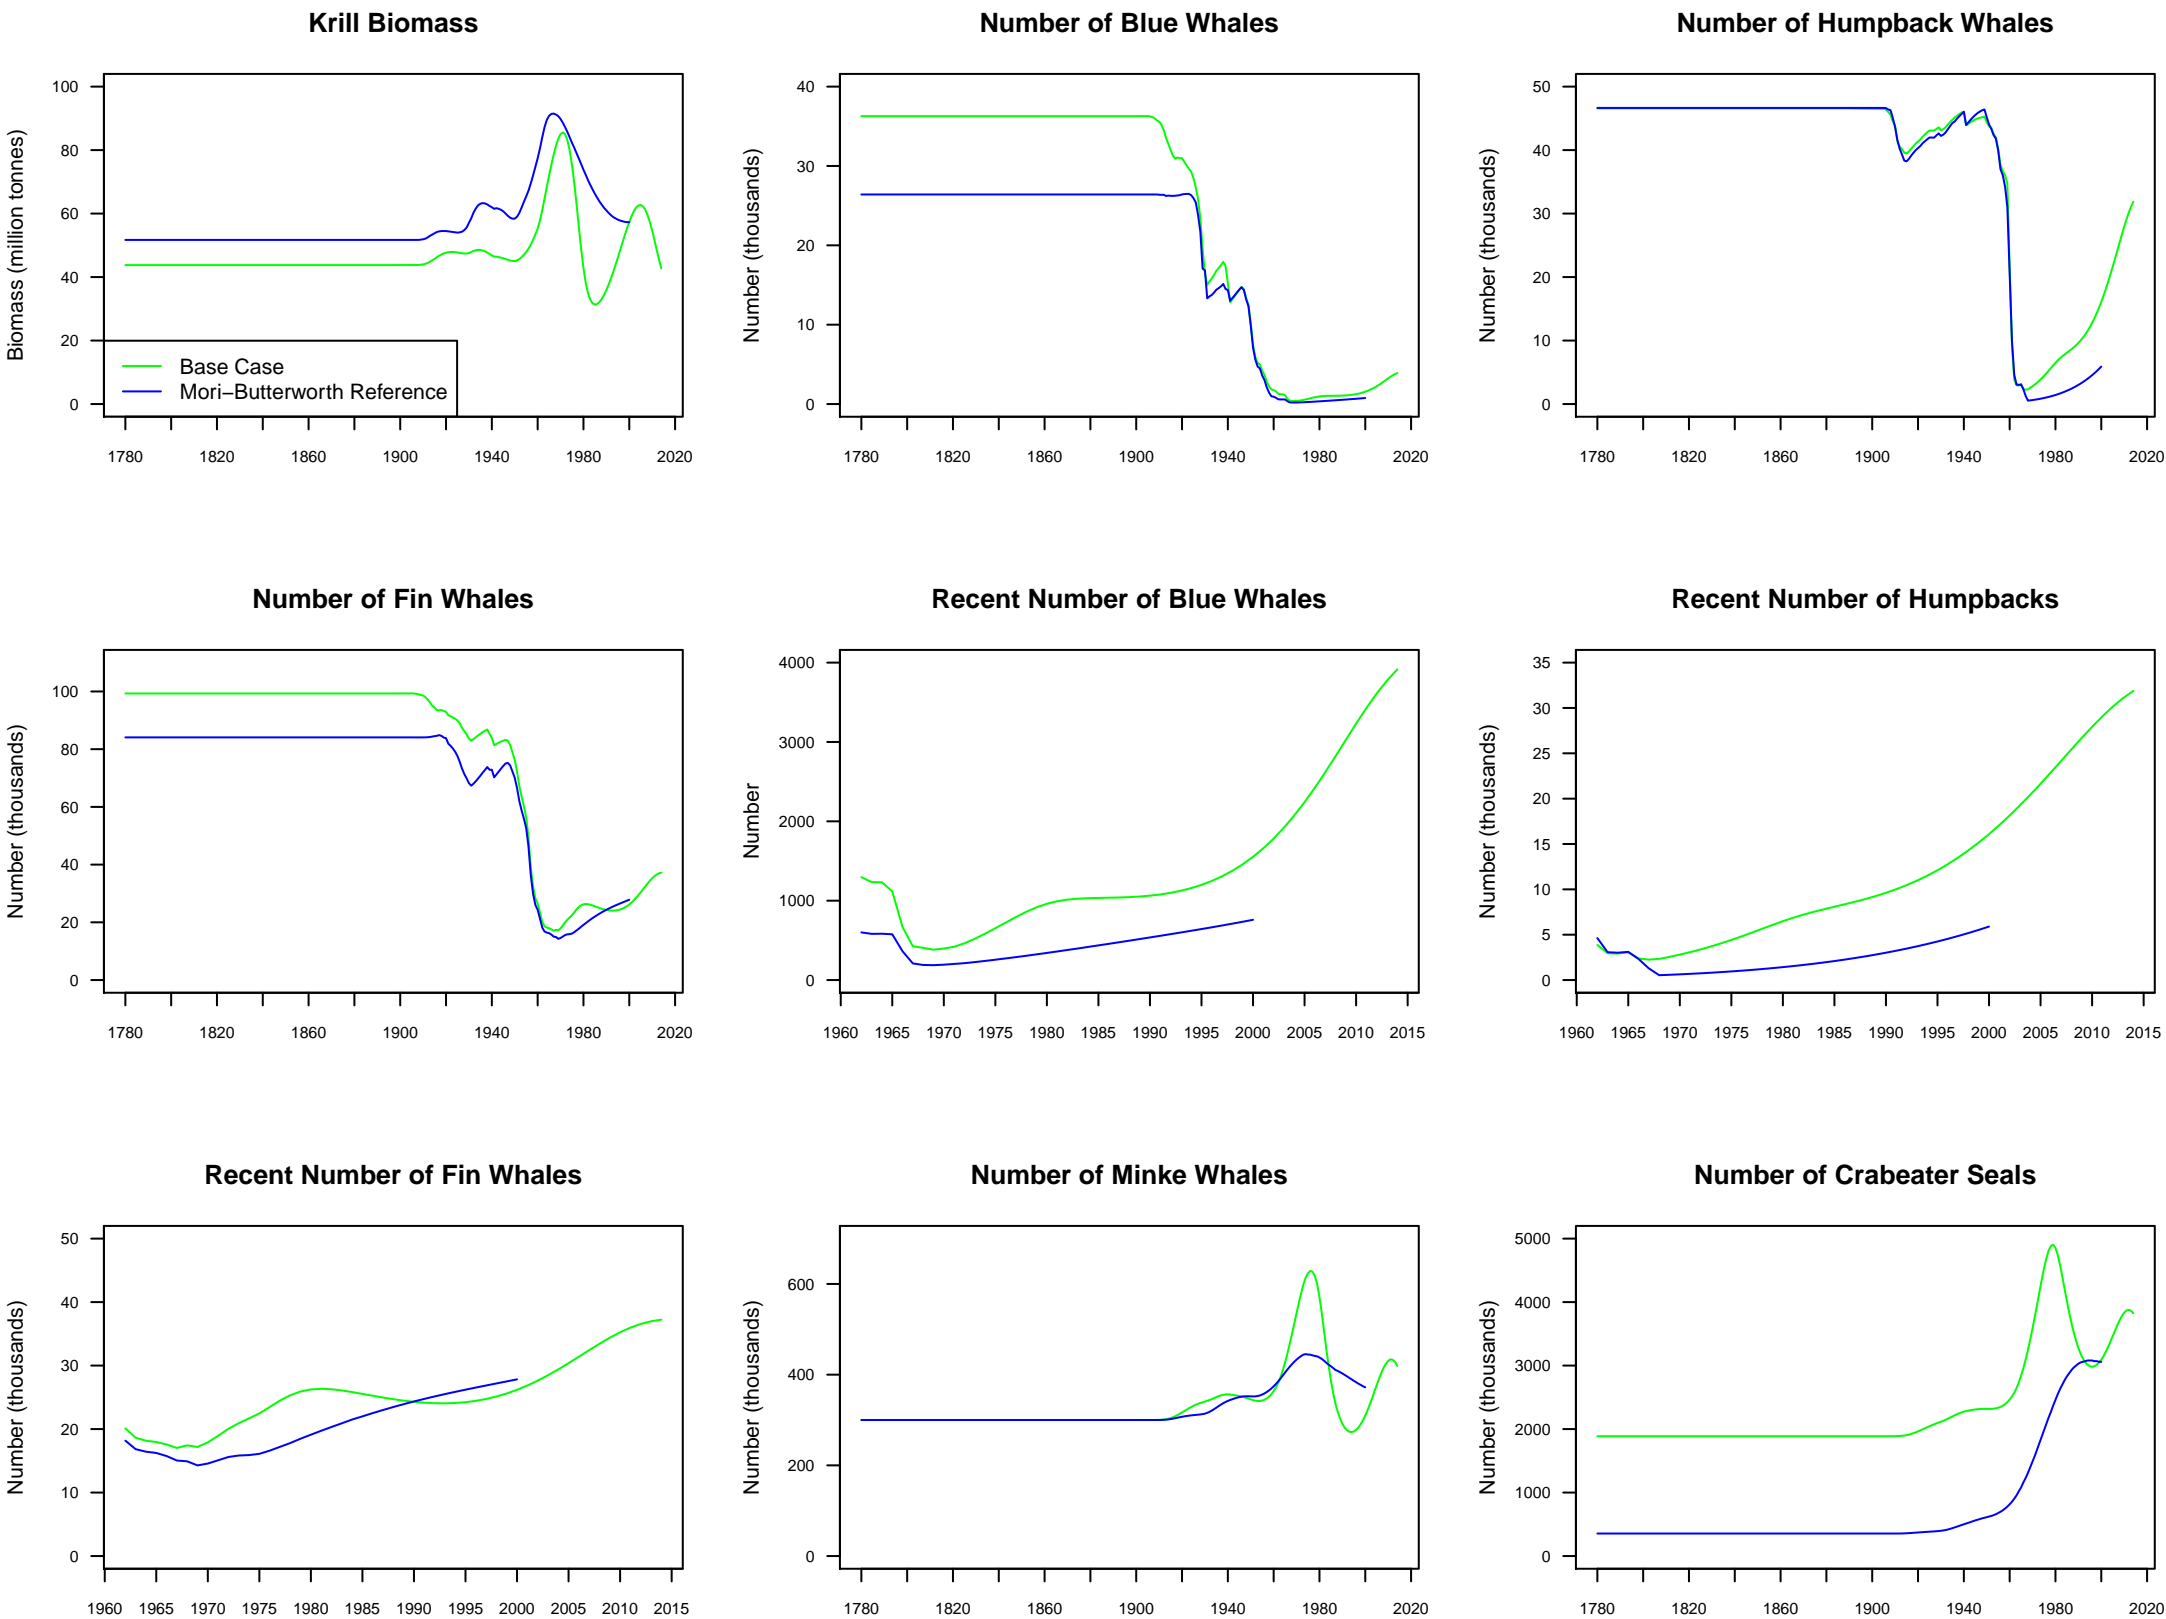 Krill Biomass
Biomass (million tonnes)
100
80
60
40
20
0
Base Case
Mori−Butterworth Reference
1780 1820 1860 1900 1940 1980 2020
Number of Blue Whales
Number (thousands)
40
30
20
10
0
1780 1820 1860 1900 1940 1980 2020
Number of Humpback Whales
Number (thousands)
50
40
30
20
10
0
1780 1820 1860 1900 1940 1980 2020
Number of Fin Whales
Number (thousands)
100
80
60
40
20
0
1780 1820 1860 1900 1940 1980 2020
Recent Number of Blue Whales
Number
4000
3000
2000
1000
0
1960 1965 1970 1975 1980 1985 1990 1995 2000 2005 2010 2015
Recent Number of Humpbacks
Number (thousands)
35
30
25
20
15
10
5
0
1960 1965 1970 1975 1980 1985 1990 1995 2000 2005 2010 2015
Recent Number of Fin Whales
Number (thousands)
50
40
30
20
10
0
1960 1965 1970 1975 1980 1985 1990 1995 2000 2005 2010 2015
Number of Minke Whales
Number (thousands)
600
400
200
0
1780 1820 1860 1900 1940 1980 2020
Number of Crabeater Seals
Number (thousands)
5000
4000
3000
2000
1000
0
1780 1820 1860 1900 1940 1980 2020